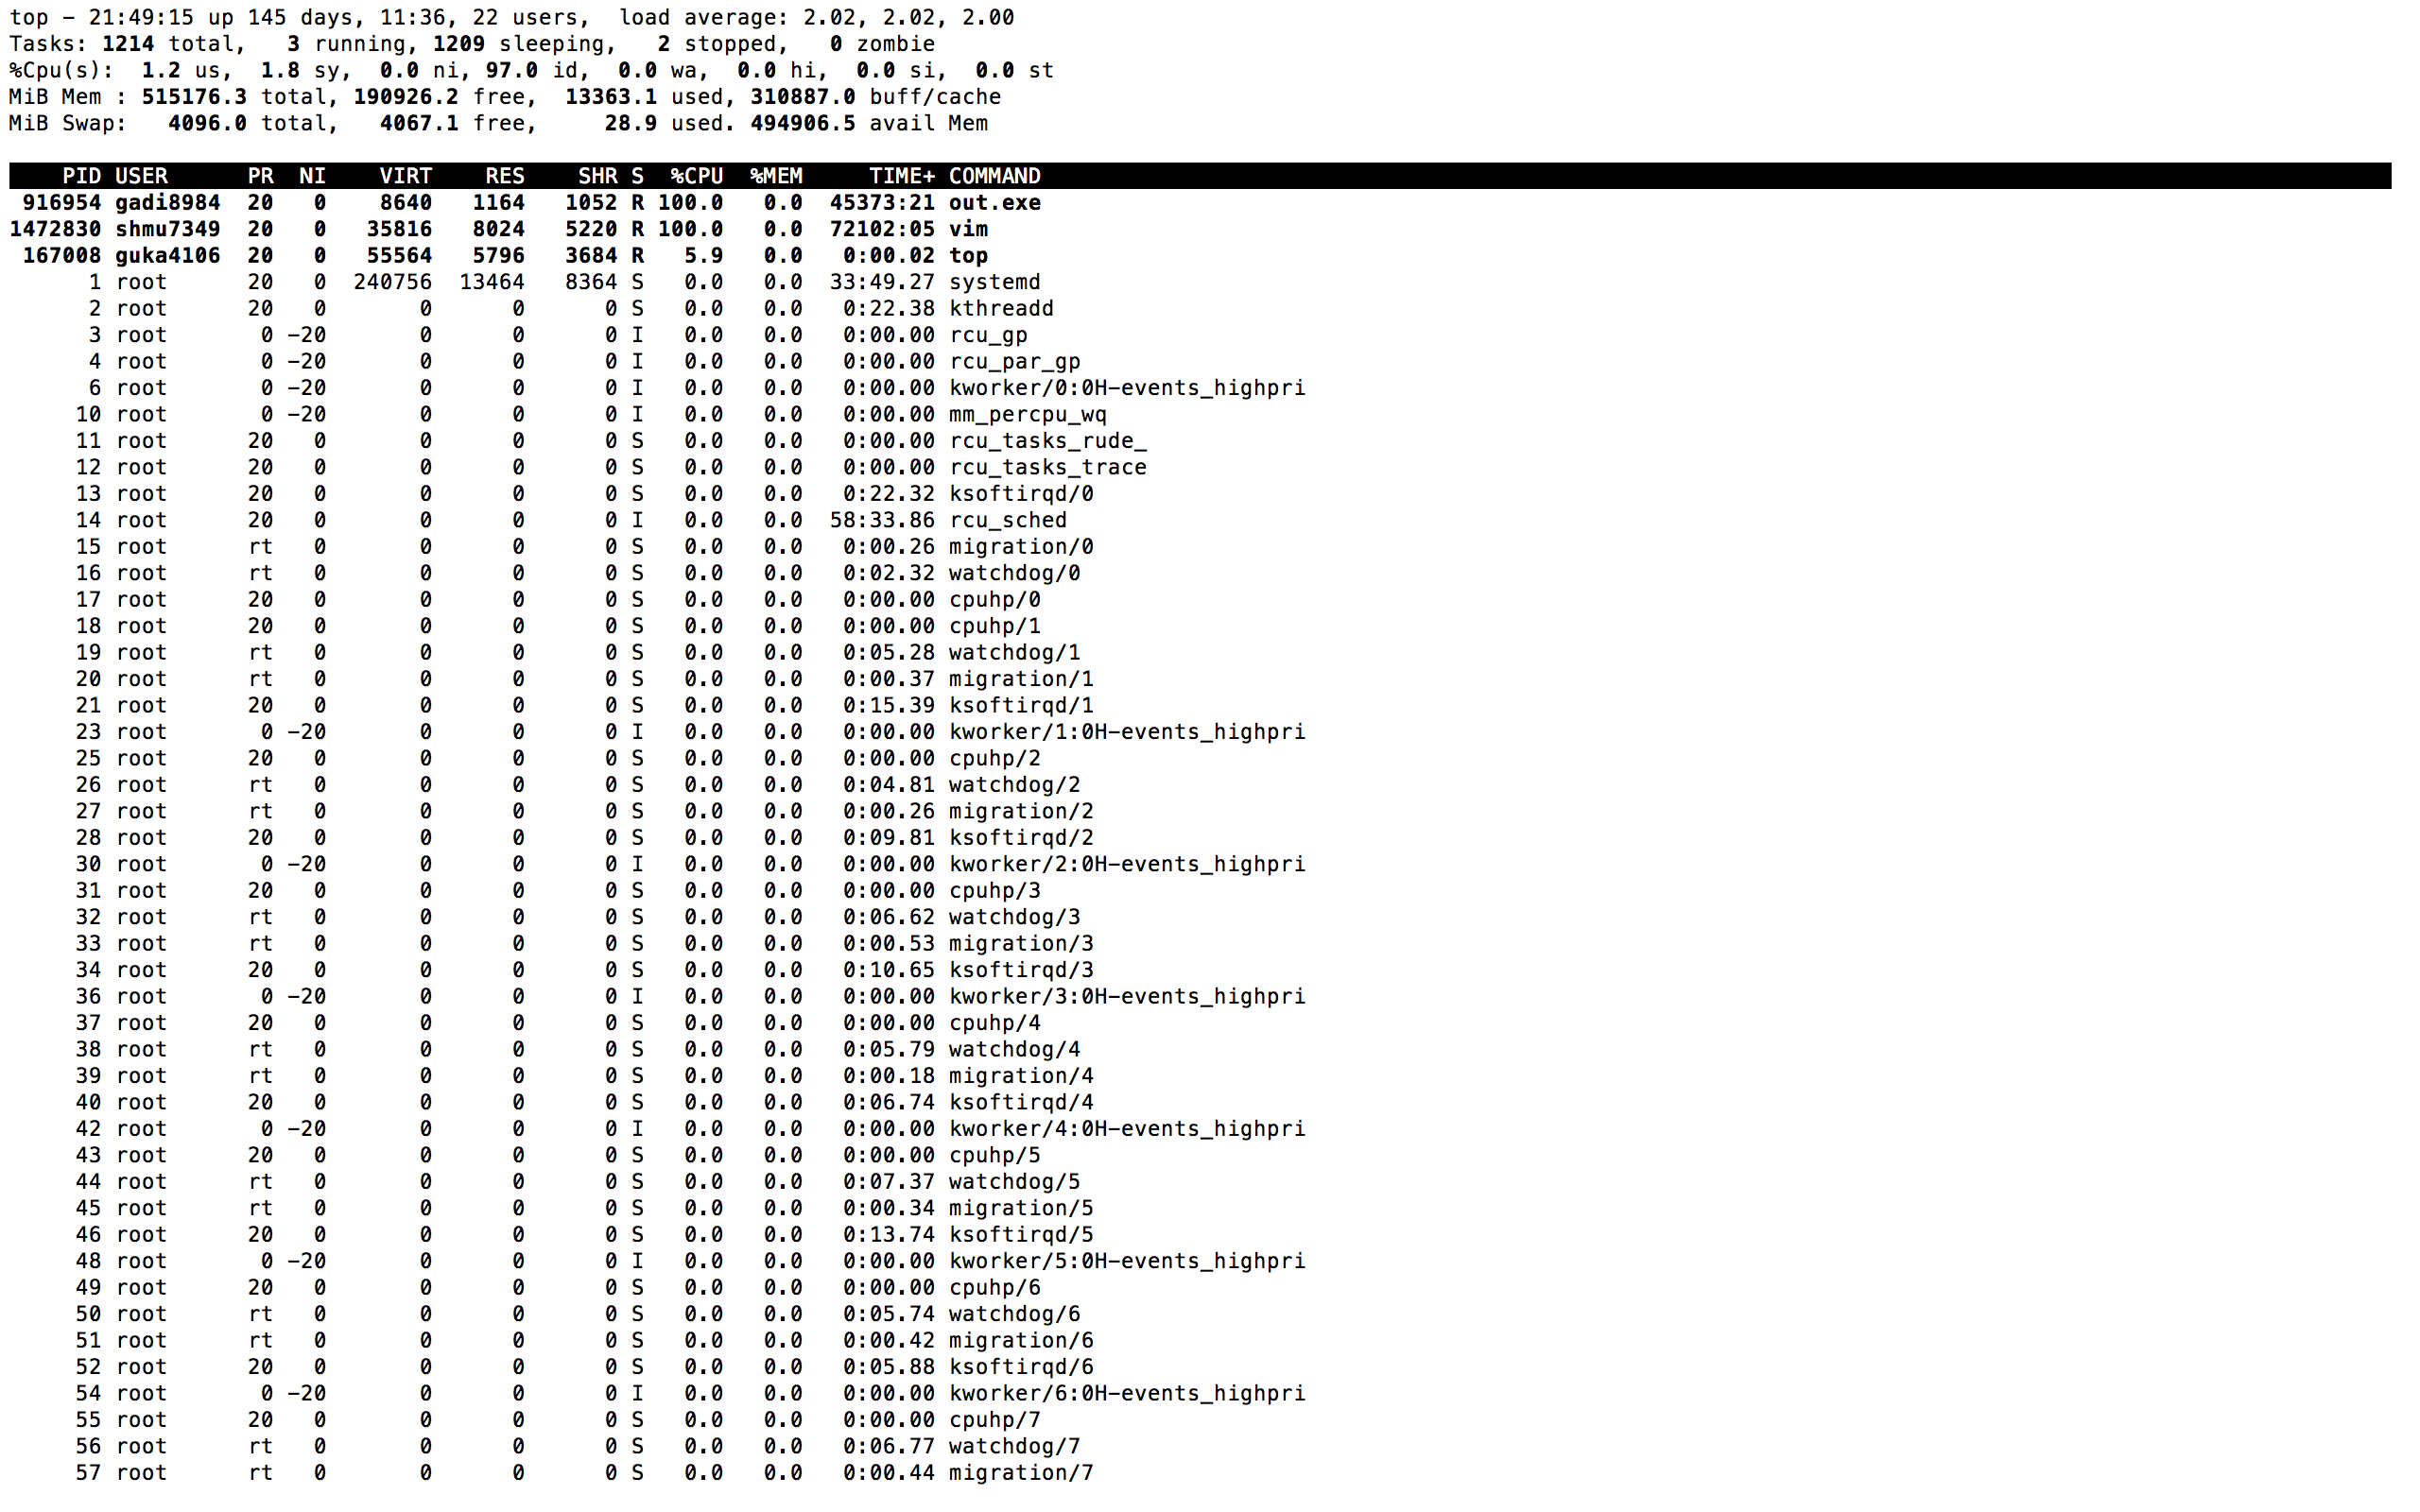 top - 21:49:15 up 145 days, 11:36, 22 users,  load average: 2.02, 2.02, 2.00
Tasks: 1214 total,   3 running, 1209 sleeping,   2 stopped,   0 zombie
%Cpu(s):  1.2 us,  1.8 sy,  0.0 ni, 97.0 id,  0.0 wa,  0.0 hi,  0.0 si,  0.0 st
MiB Mem : 515176.3 total, 190926.2 free,  13363.1 used, 310887.0 buff/cache
MiB Swap:   4096.0 total,   4067.1 free,     28.9 used. 494906.5 avail Mem
    PID USER      PR  NI    VIRT    RES    SHR S  %CPU  %MEM     TIME+ COMMAND
 916954 gadi8984  20   0    8640   1164   1052 R 100.0   0.0  45373:21 out.exe
1472830 shmu7349  20   0   35816   8024   5220 R 100.0   0.0  72102:05 vim
 167008 guka4106  20   0   55564   5796   3684 R   5.9   0.0   0:00.02 top
      1 root      20   0  240756  13464   8364 S   0.0   0.0  33:49.27 systemd
      2 root      20   0       0      0      0 S   0.0   0.0   0:22.38 kthreadd
      3 root       0 -20       0      0      0 I   0.0   0.0   0:00.00 rcu_gp
      4 root       0 -20       0      0      0 I   0.0   0.0   0:00.00 rcu_par_gp
      6 root       0 -20       0      0      0 I   0.0   0.0   0:00.00 kworker/0:0H-events_highpri
     10 root       0 -20       0      0      0 I   0.0   0.0   0:00.00 mm_percpu_wq
     11 root      20   0       0      0      0 S   0.0   0.0   0:00.00 rcu_tasks_rude_
     12 root      20   0       0      0      0 S   0.0   0.0   0:00.00 rcu_tasks_trace
     13 root      20   0       0      0      0 S   0.0   0.0   0:22.32 ksoftirqd/0
     14 root      20   0       0      0      0 I   0.0   0.0  58:33.86 rcu_sched
     15 root      rt   0       0      0      0 S   0.0   0.0   0:00.26 migration/0
     16 root      rt   0       0      0      0 S   0.0   0.0   0:02.32 watchdog/0
     17 root      20   0       0      0      0 S   0.0   0.0   0:00.00 cpuhp/0
     18 root      20   0       0      0      0 S   0.0   0.0   0:00.00 cpuhp/1
     19 root      rt   0       0      0      0 S   0.0   0.0   0:05.28 watchdog/1
     20 root      rt   0       0      0      0 S   0.0   0.0   0:00.37 migration/1
     21 root      20   0       0      0      0 S   0.0   0.0   0:15.39 ksoftirqd/1
     23 root       0 -20       0      0      0 I   0.0   0.0   0:00.00 kworker/1:0H-events_highpri
     25 root      20   0       0      0      0 S   0.0   0.0   0:00.00 cpuhp/2
     26 root      rt   0       0      0      0 S   0.0   0.0   0:04.81 watchdog/2
     27 root      rt   0       0      0      0 S   0.0   0.0   0:00.26 migration/2
     28 root      20   0       0      0      0 S   0.0   0.0   0:09.81 ksoftirqd/2
     30 root       0 -20       0      0      0 I   0.0   0.0   0:00.00 kworker/2:0H-events_highpri
     31 root      20   0       0      0      0 S   0.0   0.0   0:00.00 cpuhp/3
     32 root      rt   0       0      0      0 S   0.0   0.0   0:06.62 watchdog/3
     33 root      rt   0       0      0      0 S   0.0   0.0   0:00.53 migration/3
     34 root      20   0       0      0      0 S   0.0   0.0   0:10.65 ksoftirqd/3
     36 root       0 -20       0      0      0 I   0.0   0.0   0:00.00 kworker/3:0H-events_highpri
     37 root      20   0       0      0      0 S   0.0   0.0   0:00.00 cpuhp/4
     38 root      rt   0       0      0      0 S   0.0   0.0   0:05.79 watchdog/4
     39 root      rt   0       0      0      0 S   0.0   0.0   0:00.18 migration/4
     40 root      20   0       0      0      0 S   0.0   0.0   0:06.74 ksoftirqd/4
     42 root       0 -20       0      0      0 I   0.0   0.0   0:00.00 kworker/4:0H-events_highpri
     43 root      20   0       0      0      0 S   0.0   0.0   0:00.00 cpuhp/5
     44 root      rt   0       0      0      0 S   0.0   0.0   0:07.37 watchdog/5
     45 root      rt   0       0      0      0 S   0.0   0.0   0:00.34 migration/5
     46 root      20   0       0      0      0 S   0.0   0.0   0:13.74 ksoftirqd/5
     48 root       0 -20       0      0      0 I   0.0   0.0   0:00.00 kworker/5:0H-events_highpri
     49 root      20   0       0      0      0 S   0.0   0.0   0:00.00 cpuhp/6
     50 root      rt   0       0      0      0 S   0.0   0.0   0:05.74 watchdog/6
     51 root      rt   0       0      0      0 S   0.0   0.0   0:00.42 migration/6
     52 root      20   0       0      0      0 S   0.0   0.0   0:05.88 ksoftirqd/6
     54 root       0 -20       0      0      0 I   0.0   0.0   0:00.00 kworker/6:0H-events_highpri
     55 root      20   0       0      0      0 S   0.0   0.0   0:00.00 cpuhp/7
     56 root      rt   0       0      0      0 S   0.0   0.0   0:06.77 watchdog/7
     57 root      rt   0       0      0      0 S   0.0   0.0   0:00.44 migration/7